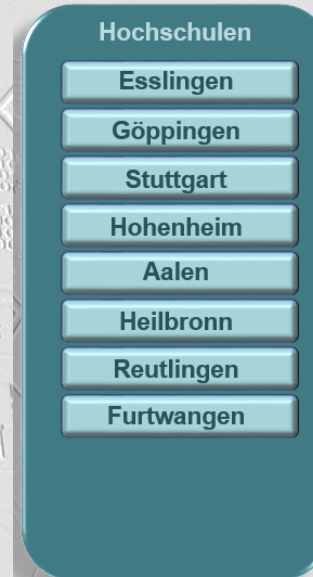 Hochschulen
Esslingen
Göppingen
Stuttgart
Hohenheim
Aalen
Heilbronn
Reutlingen
Furtwangen